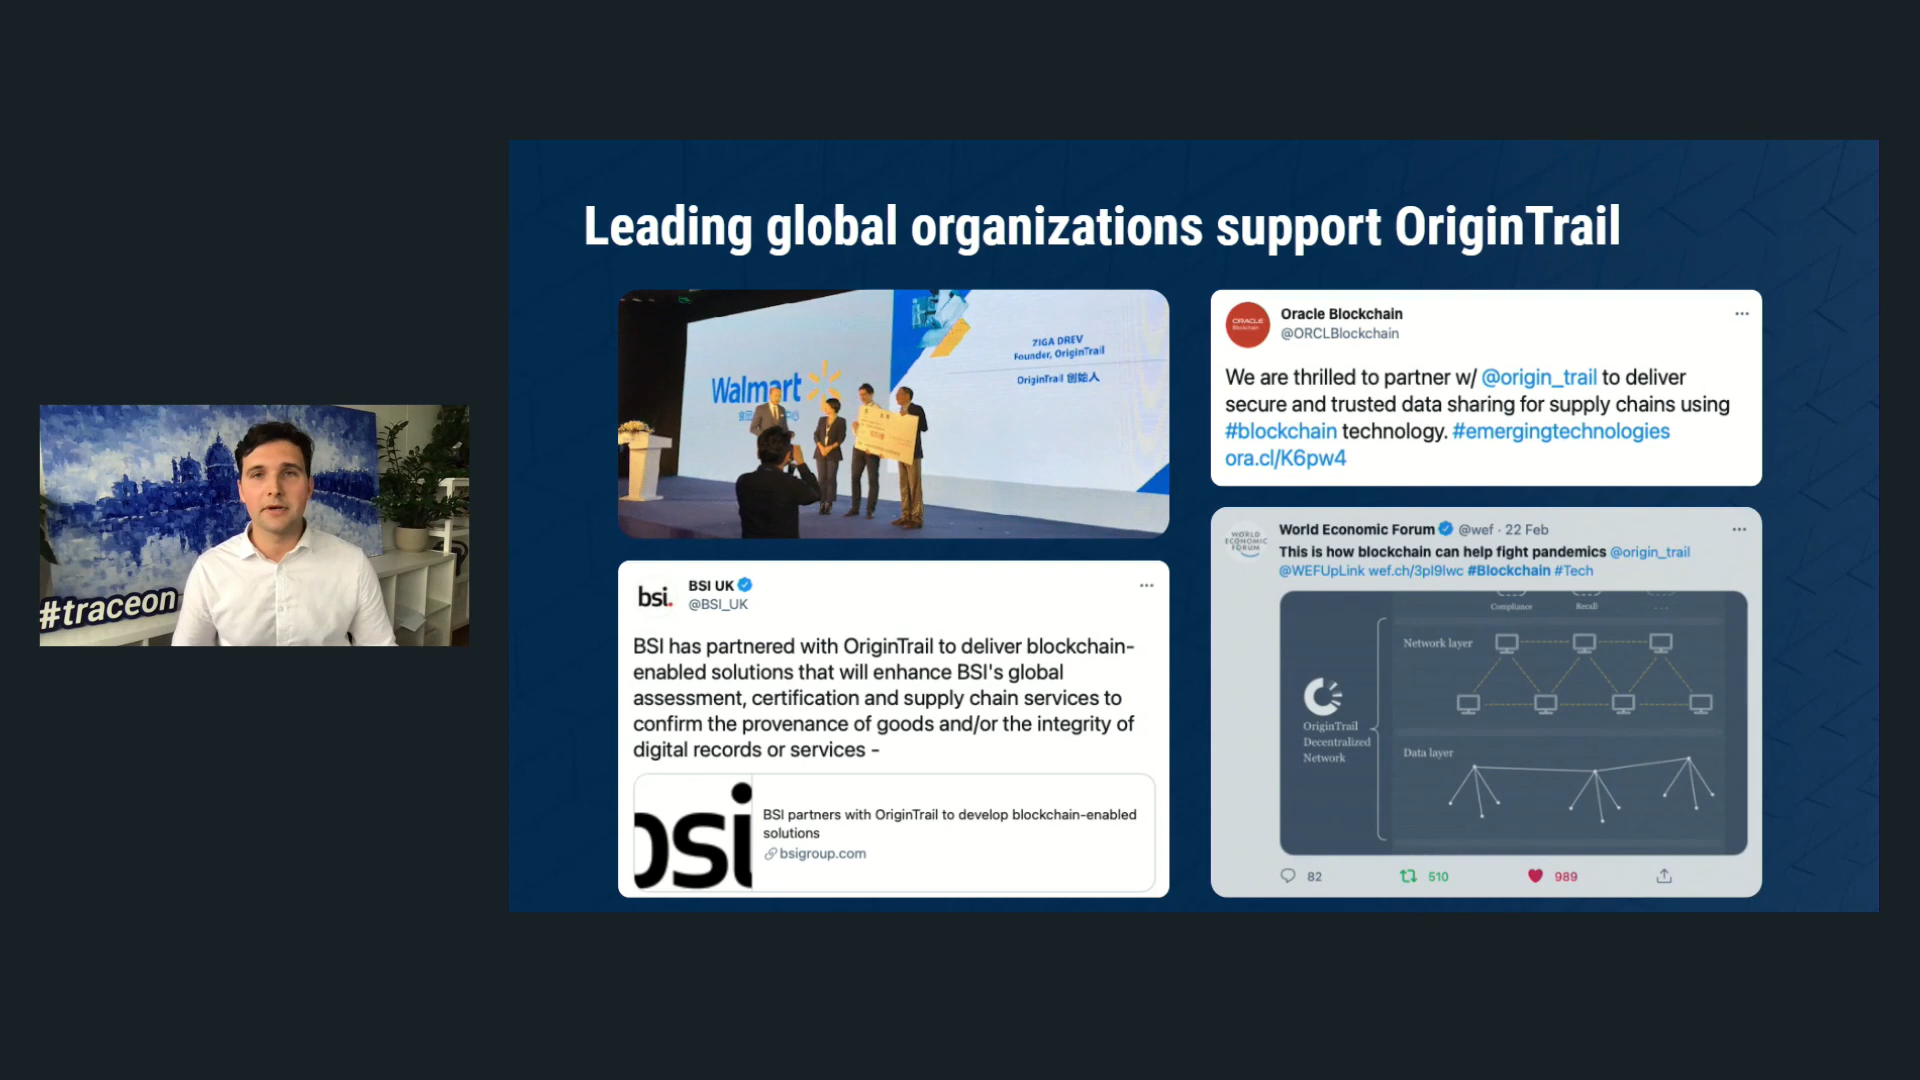 Leading global organizations support OriginTrail
#traceon
Walmart
ZIGA DREV
Founder, OriginTrail
OriginTrail 创始人
bsi.
BSI UK
@BSI_UK
BSI has partnered with OriginTrail to deliver blockchain-
enabled solutions that will enhance BSI's global
assessment, certification and supply chain services to
confirm the provenance of goods and/or the integrity of
digital records or services -
bsi
BSI partners with OriginTrail to develop blockchain-enabled
solutions
bsigroup.com
ORACLE
Blockchain
Oracle Blockchain
@ORCLBlockchain
We are thrilled to partner w/ @origin_trail to deliver
secure and trusted data sharing for supply chains using
#blockchain technology. #emergingtechnologies
ora.cl/K6pw4
WORLD
ECONOMIC
FORUM
World Economic Forum @wef · 22 Feb
This is how blockchain can help fight pandemics @origin_trail
@WEFUpLink wef.ch/3pl9lwc #Blockchain #Tech
Compliance Recall ...
Network layer
OriginTrail
Decentralized
Network
Data layer
82 510 989